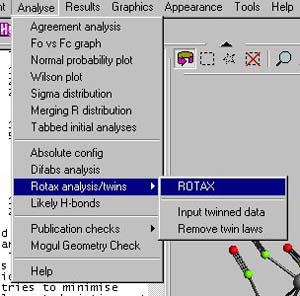 Analyse Results Graphics Appearance Tools Help
Agreement analysis
Fo vs Fc graph
Normal probability plot
Wilson plot
Sigma distribution
Merging R distribution
Tabbed initial analyses
Absolute config
Difabs analysis
Rotax analysis/twins
ROTAX
Likely H-bonds
Input twinned data
Publication checks
Remove twin laws
Mogul Geometry Check
Help
tries to minimise